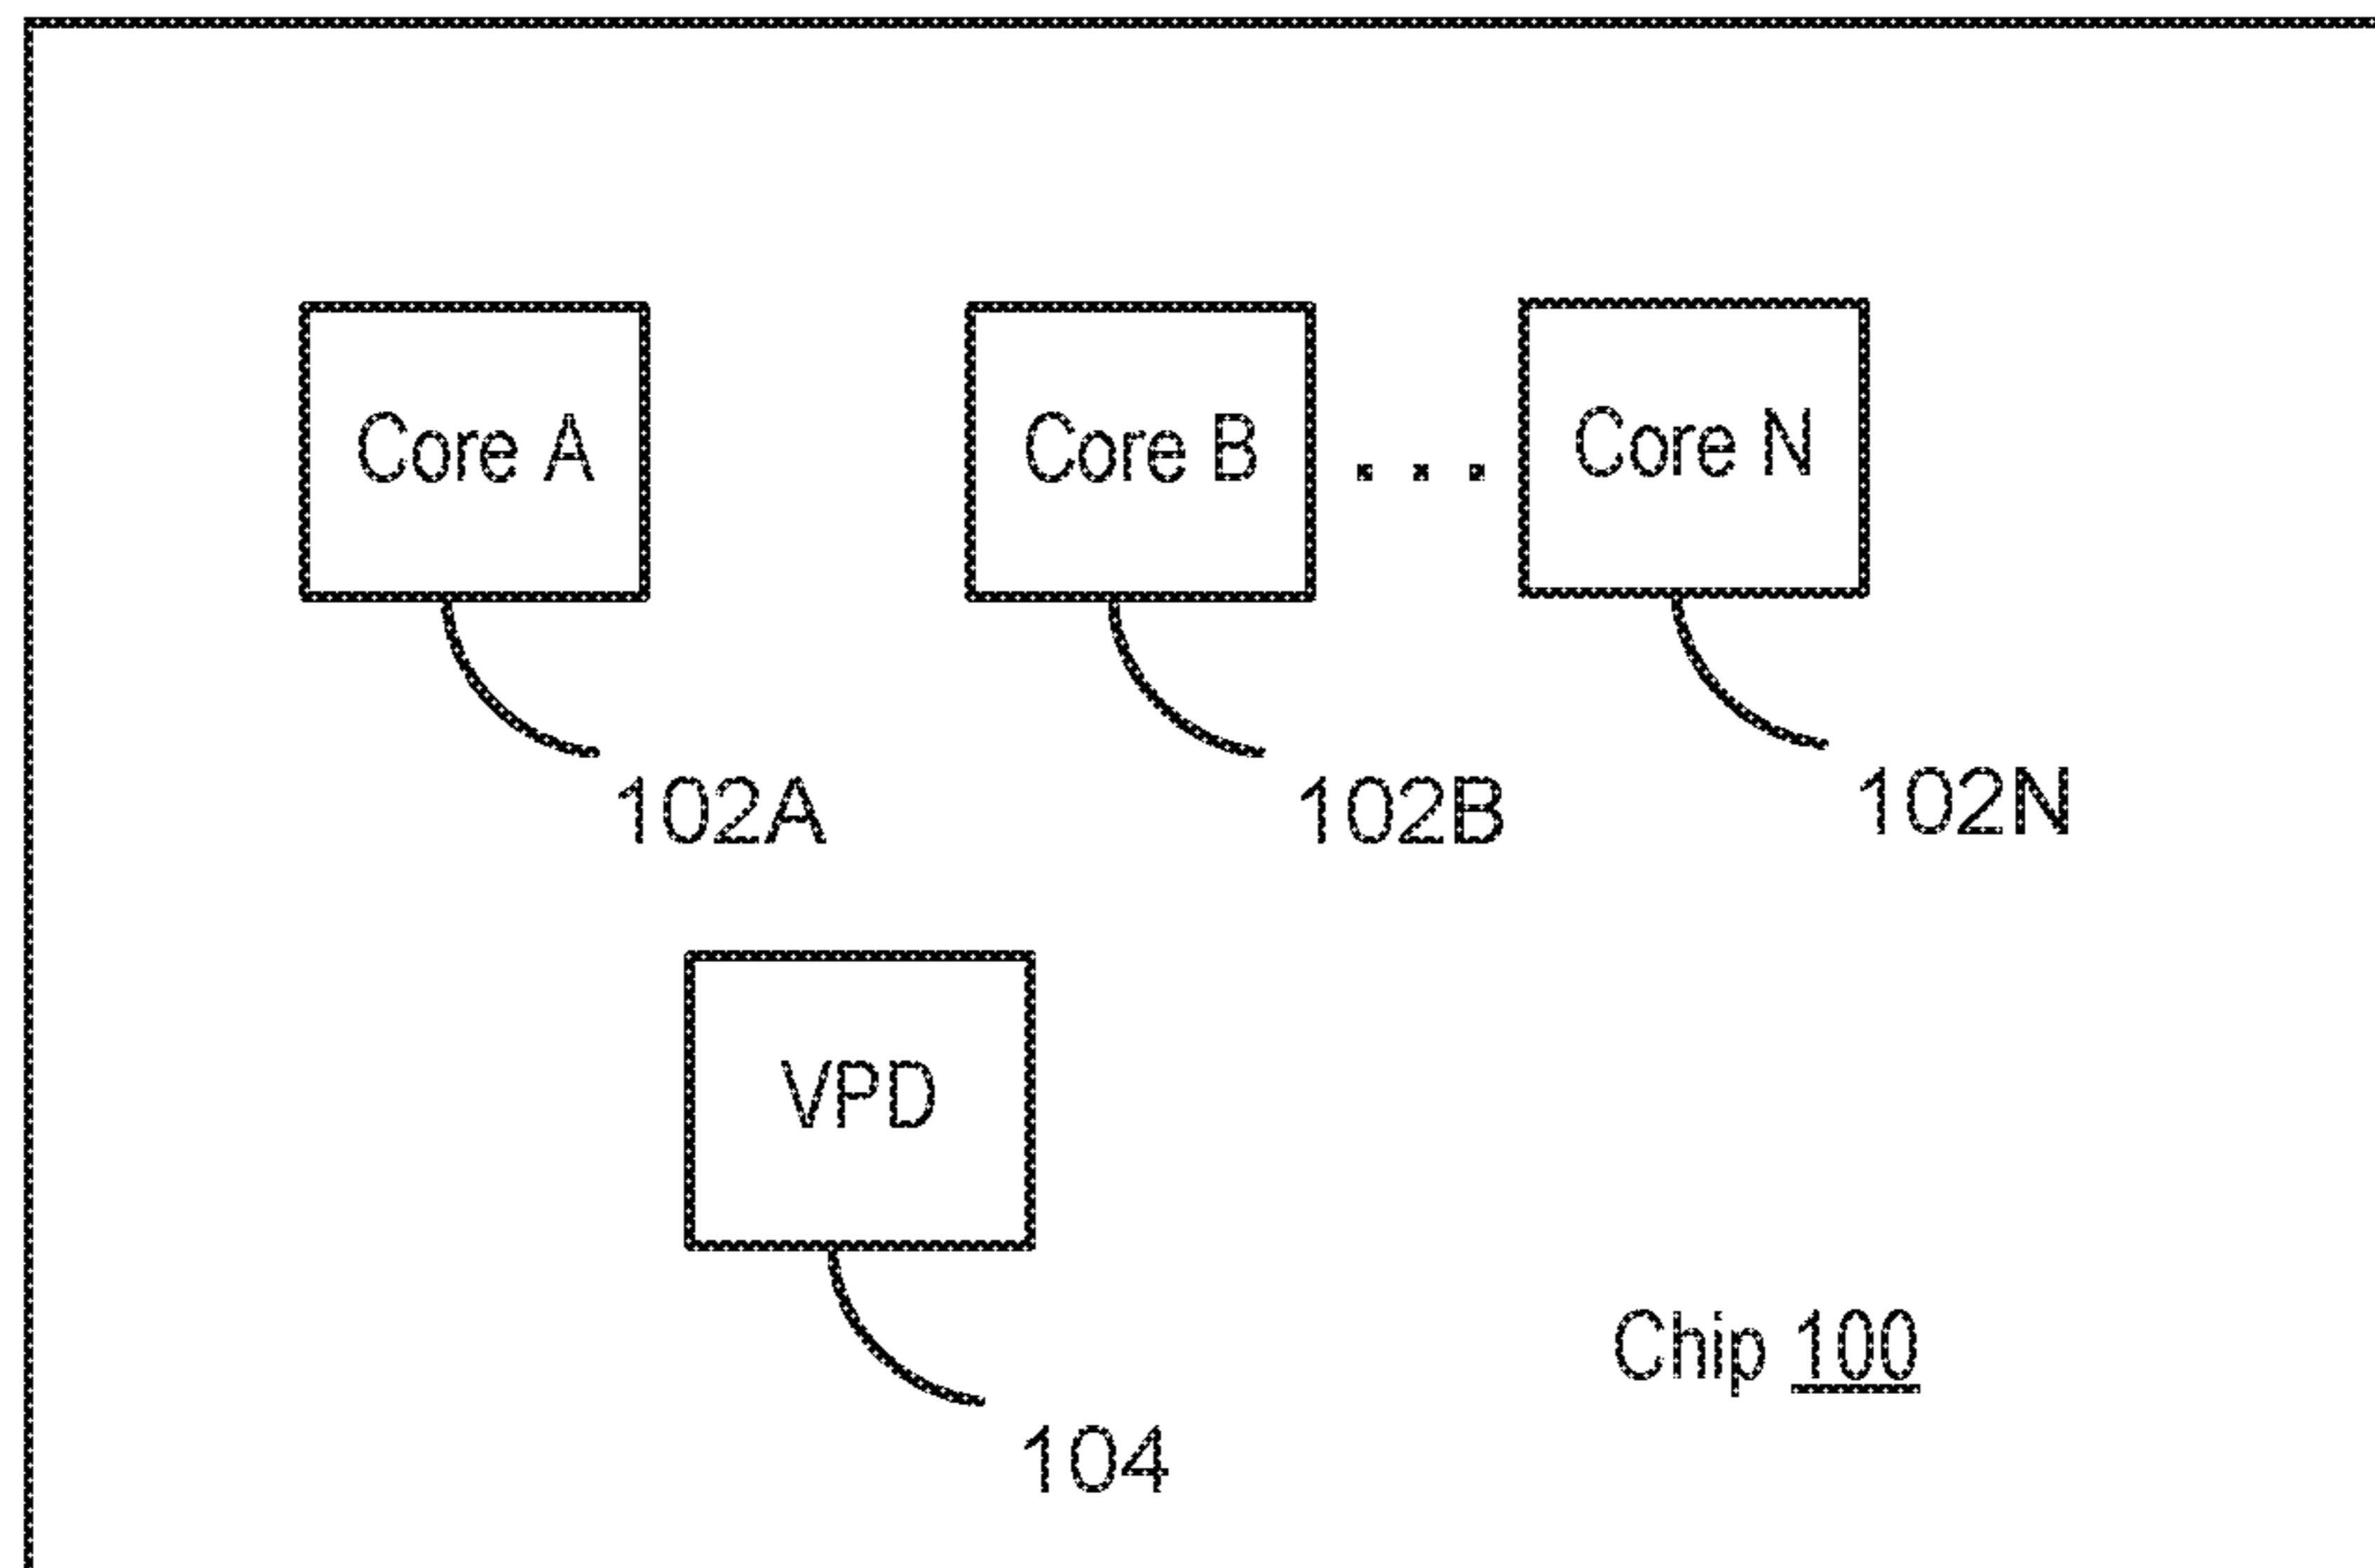 Core A
Core B
. . .
Core N
102A
102B
102N
VPD
104
Chip 100